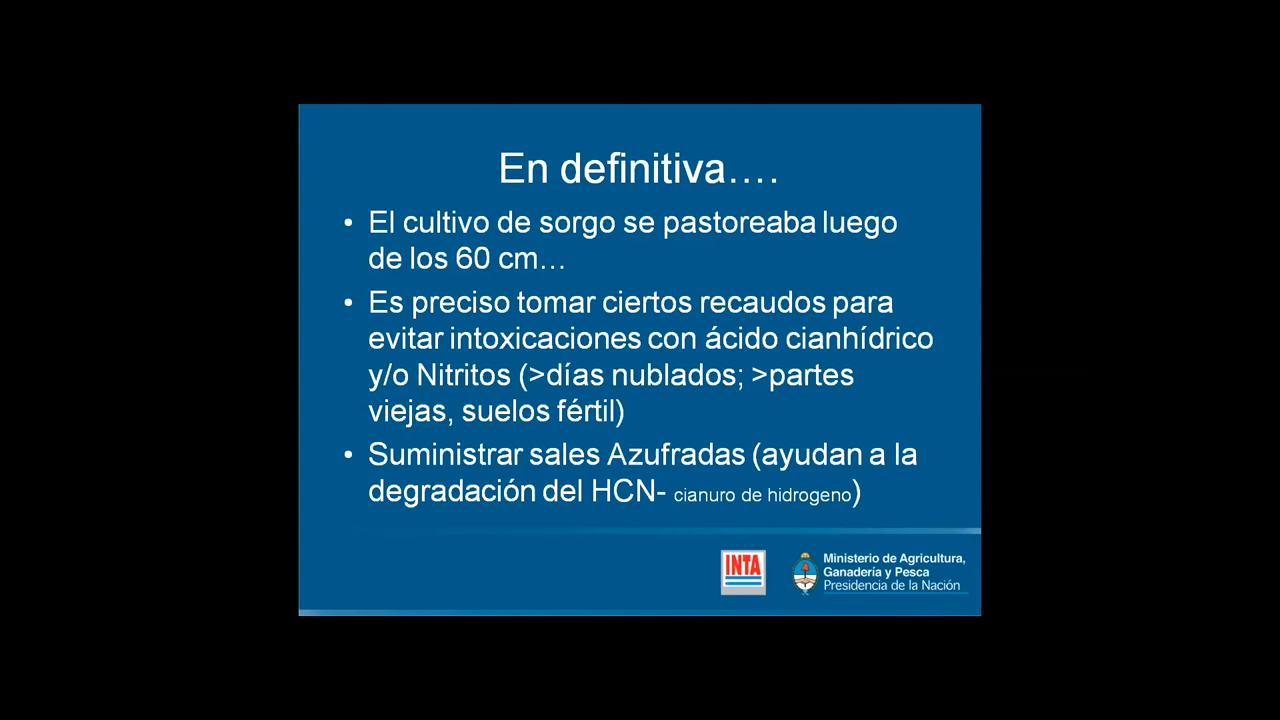 En definitiva....
• El cultivo de sorgo se pastoreaba luego
de los 60 cm...
• Es preciso tomar ciertos recaudos para
evitar intoxicaciones con ácido cianhídrico
y/o Nitritos (>días nublados; >partes
viejas, suelos fértil)
• Suministrar sales Azufradas (ayudan a la
degradación del HCN- cianuro de hidrogeno)
INTA
Ministerio de Agricultura,
Ganadería y Pesca
Presidencia de la Nación